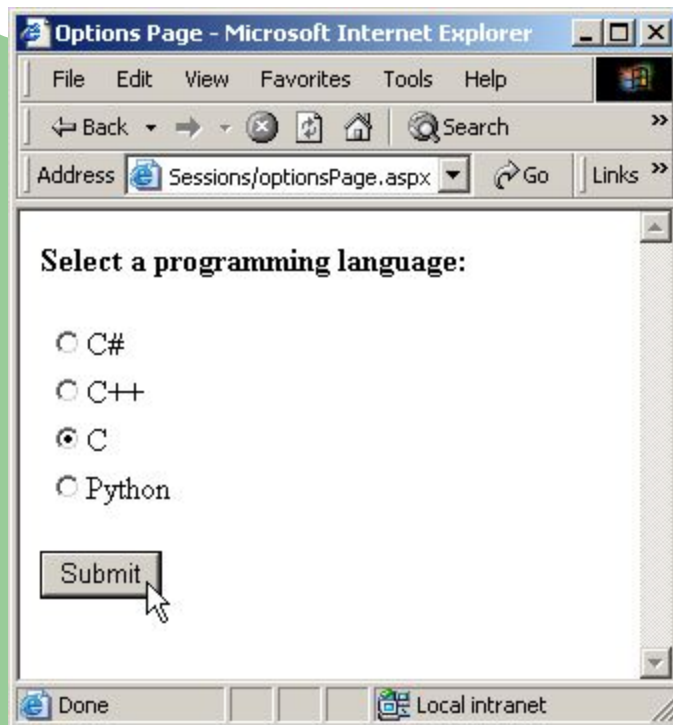 Options Page - Microsoft Internet Explorer
File Edit View Favorites Tools Help
Back Search »
Address Sessions/optionsPage.aspx Go Links »
Select a programming language:
C#
C++
C
Python
Submit
Done Local intranet